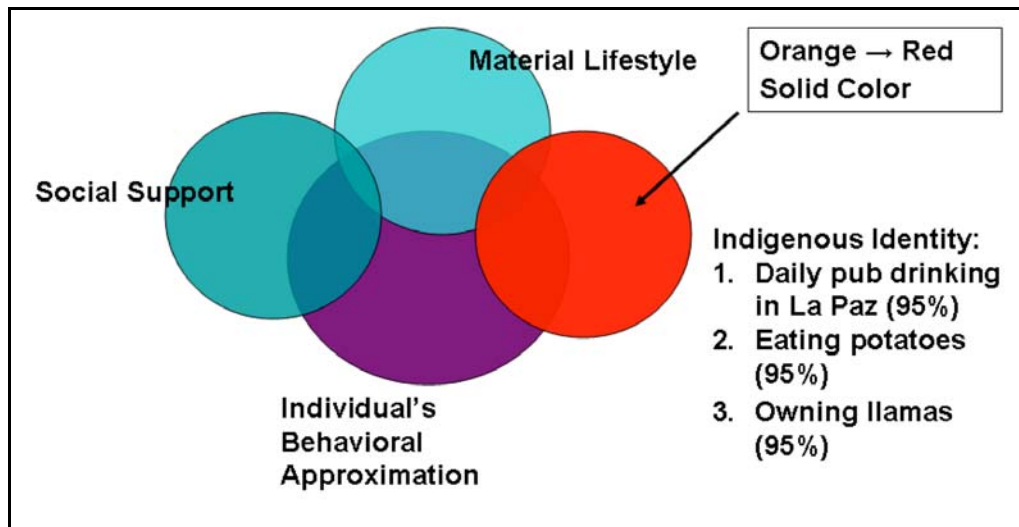 Material Lifestyle
Orange → Red
Solid Color
Social Support
Indigenous Identity:
1. Daily pub drinking
in La Paz (95%)
2. Eating potatoes
(95%)
3. Owning llamas
(95%)
Individual's
Behavioral
Approximation